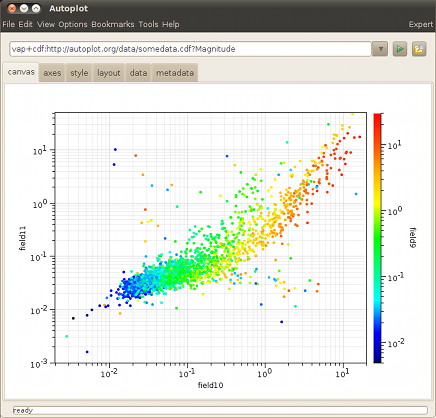 Autoplot
File Edit View Options Bookmarks Tools Help Expert
vap+cdf:http://autoplot.org/data/somedata.cdf?Magnitude
canvas axes style layout data metadata
10^1
10^0
10^-1
10^-2
10^-3
field11
10^-2 10^-1 10^0 10^1
field10
10^1
10^0
10^-1
10^-2
field5
ready